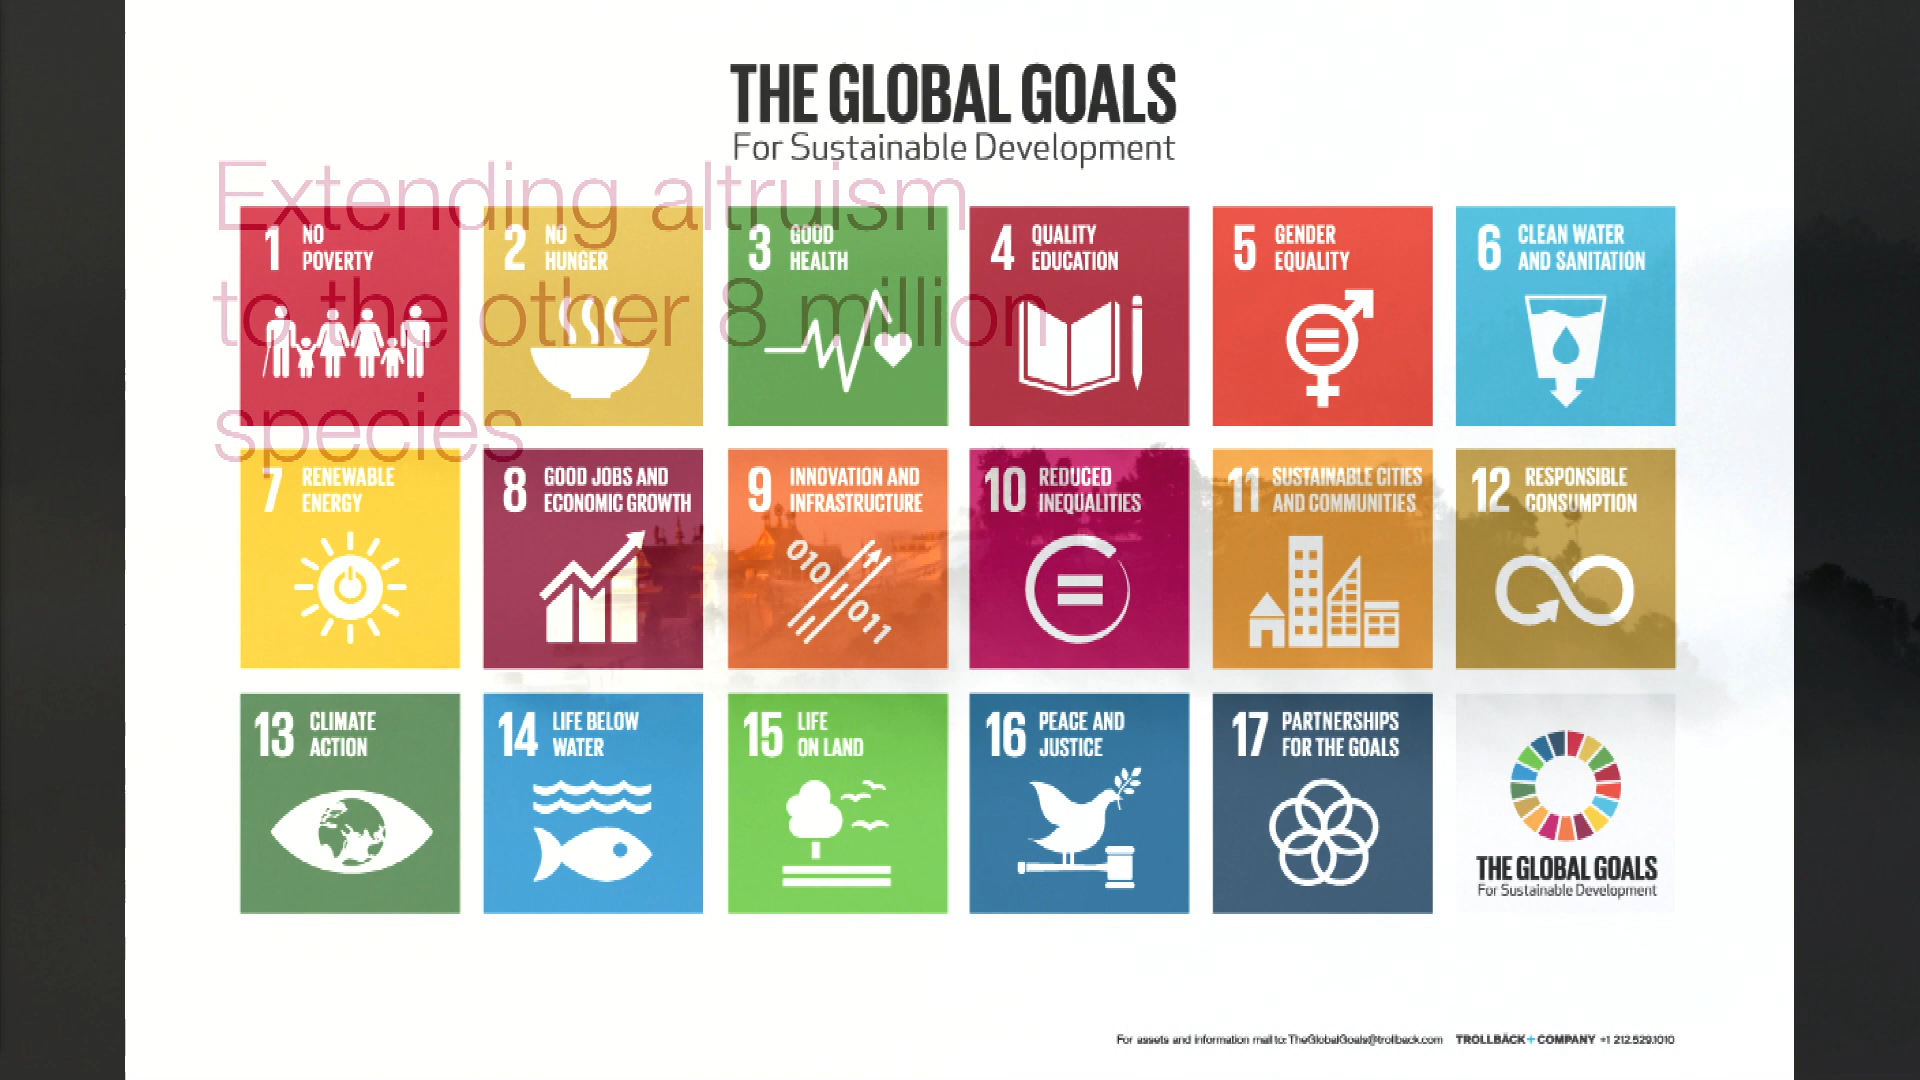 THE GLOBAL GOALS
For Sustainable Development
Extending altruism
to the other 8 million
species
1 NO
POVERTY
2 NO
HUNGER
3 GOOD
HEALTH
4 QUALITY
EDUCATION
5 GENDER
EQUALITY
6 CLEAN WATER
AND SANITATION
7 RENEWABLE
ENERGY
8 GOOD JOBS AND
ECONOMIC GROWTH
9 INNOVATION AND
INFRASTRUCTURE
010
011
10 REDUCED
INEQUALITIES
11 SUSTAINABLE CITIES
AND COMMUNITIES
12 RESPONSIBLE
CONSUMPTION
13 CLIMATE
ACTION
14 LIFE BELOW
WATER
15 LIFE
ON LAND
16 PEACE AND
JUSTICE
17 PARTNERSHIPS
FOR THE GOALS
THE GLOBAL GOALS
For Sustainable Development
For assets and information mail to: TheGlobalGoals@trollback.com TROLLBÄCK+COMPANY +1 212.529.1010